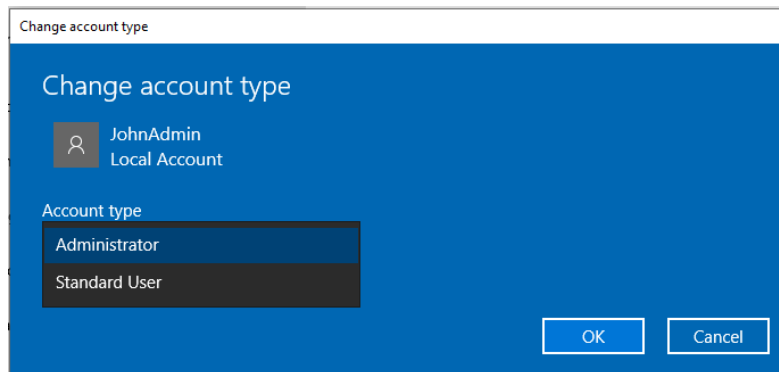 Change account type
Change account type
JohnAdmin
Local Account
Account type
Administrator
Standard User
OK
Cancel